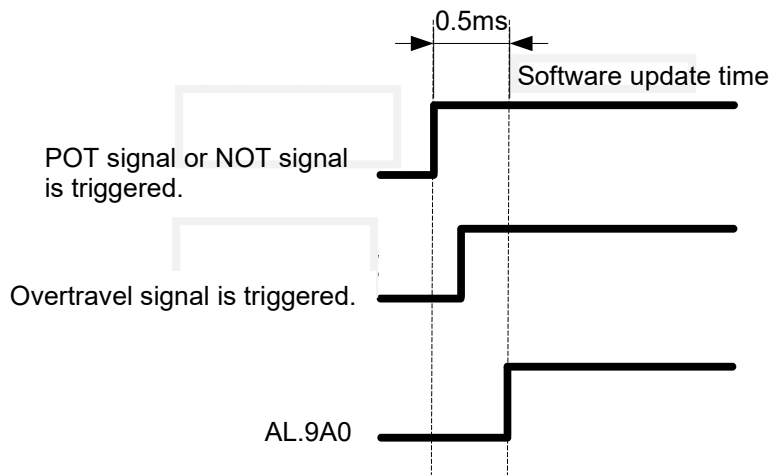 0.5ms
Software update time
POT signal or NOT signal
is triggered.
Overtravel signal is triggered.
AL.9A0